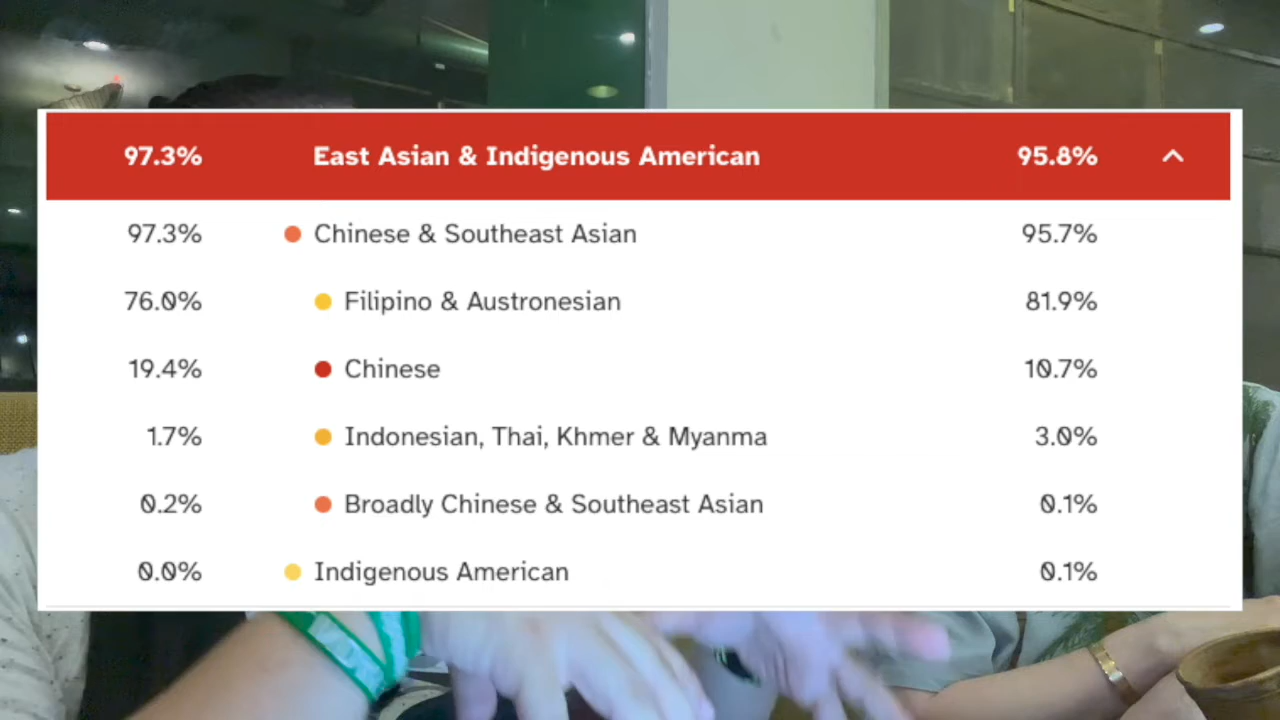 97.3% East Asian & Indigenous American 95.8%
97.3% Chinese & Southeast Asian 95.7%
76.0% Filipino & Austronesian 81.9%
19.4% Chinese 10.7%
1.7% Indonesian, Thai, Khmer & Myanma 3.0%
0.2% Broadly Chinese & Southeast Asian 0.1%
0.0% Indigenous American 0.1%